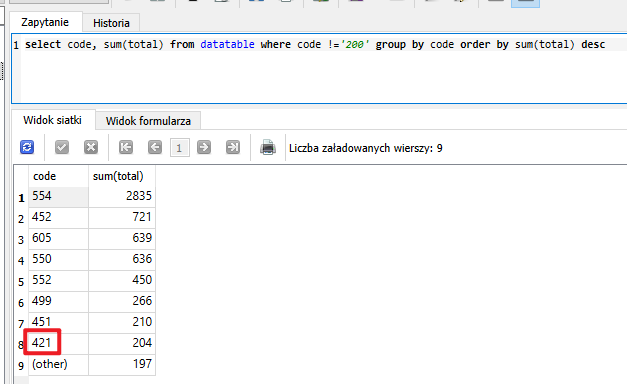 Zapytanie Historia
1 select code, sum(total) from datatable where code !='200' group by code order by sum(total) desc
Widok siatki Widok formularza
1 Liczba załadowanych wierszy: 9
code sum(total)
1 554 2835
2 452 721
3 605 639
4 550 636
5 552 450
6 499 266
7 451 210
8 421 204
9 (other) 197